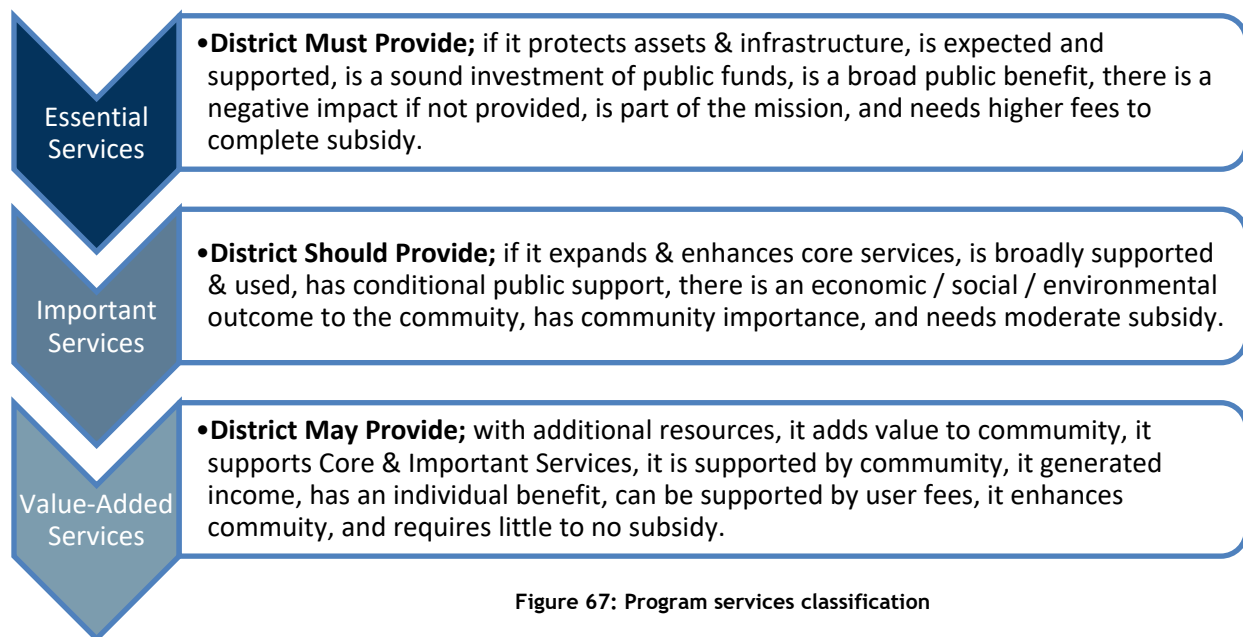 Essential
Services
•District Must Provide; if it protects assets & infrastructure, is expected and
supported, is a sound investment of public funds, is a broad public benefit, there is a
negative impact if not provided, is part of the mission, and needs higher fees to
complete subsidy.
Important
Services
•District Should Provide; if it expands & enhances core services, is broadly supported
& used, has conditional public support, there is an economic / social / environmental
outcome to the commuity, has community importance, and needs moderate subsidy.
Value-Added
Services
•District May Provide; with additional resources, it adds value to commumity, it
supports Core & Important Services, it is supported by commumity, it generated
income, has an individual benefit, can be supported by user fees, it enhances
commuity, and requires little to no subsidy.
Figure 67: Program services classification